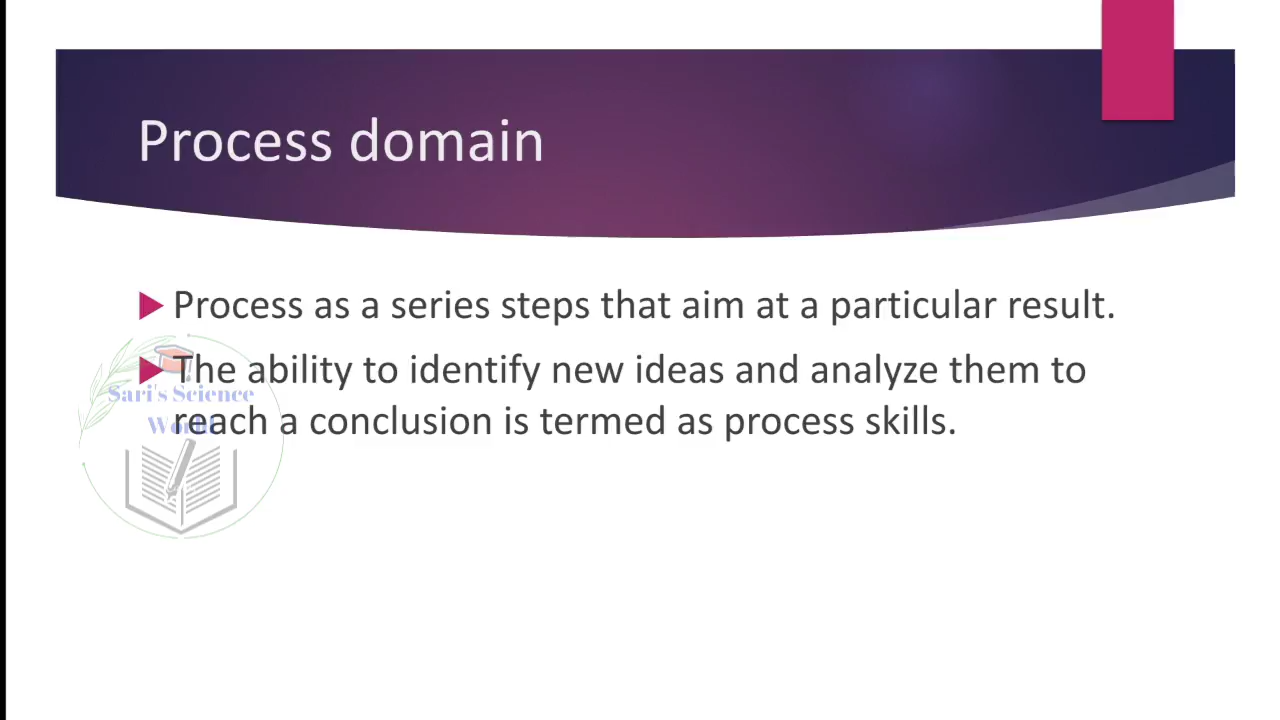 Process domain
Process as a series steps that aim at a particular result.
The ability to identify new ideas and analyze them to
reach a conclusion is termed as process skills.
Sari's Science
World